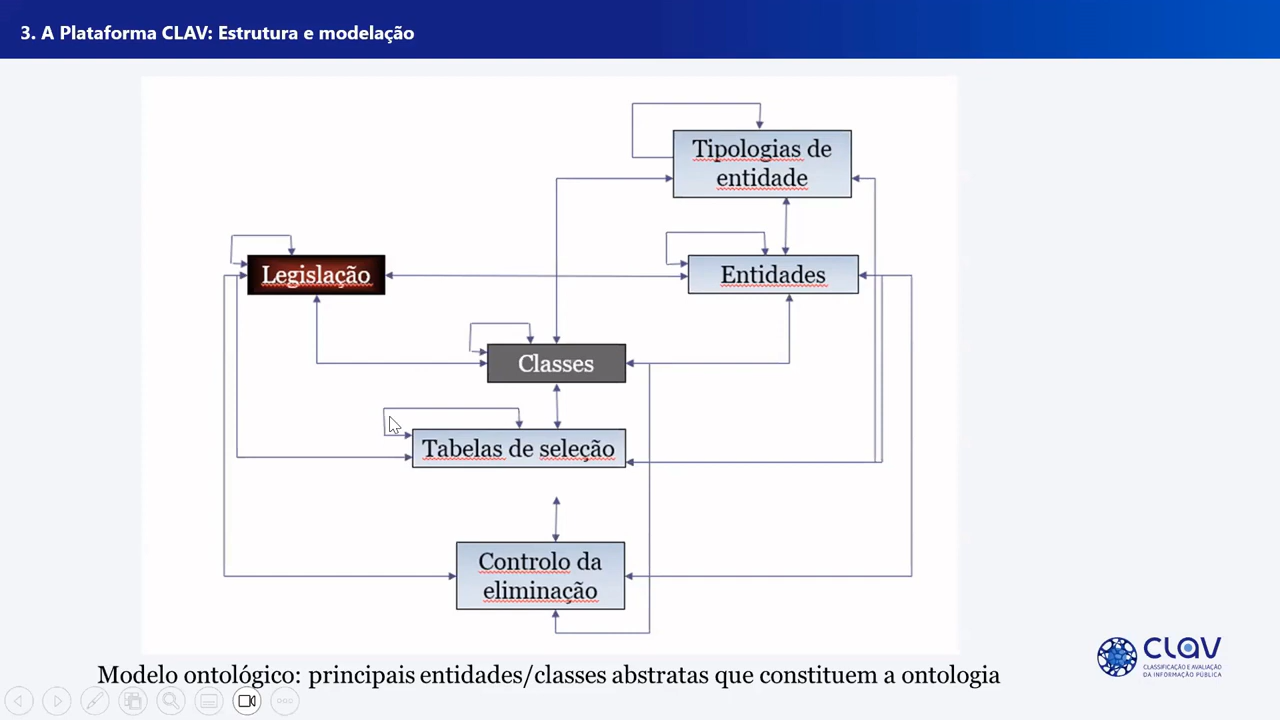 3. A Plataforma CLAV: Estrutura e modelação
Tipologias de
entidade
Legislação
Entidades
Classes
Tabelas de seleção
Controlo da
eliminação
Modelo ontológico: principais entidades/classes abstratas que constituem a ontologia
CLAV
CLASSIFICAÇÃO E AVALIAÇÃO
DA INFORMAÇÃO PÚBLICA